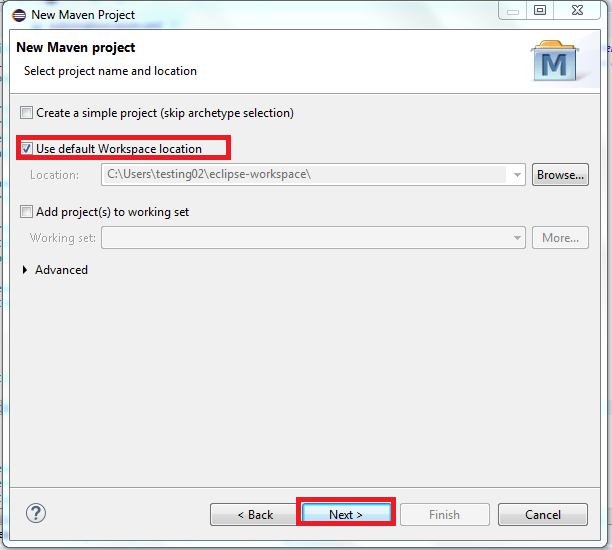 New Maven Project
New Maven project
Select project name and location
M
Create a simple project (skip archetype selection)
Use default Workspace location
Location: C:\Users\testing02\eclipse-workspace\ Browse...
Add project(s) to working set
Working set: More...
Advanced
? < Back Next > Finish Cancel